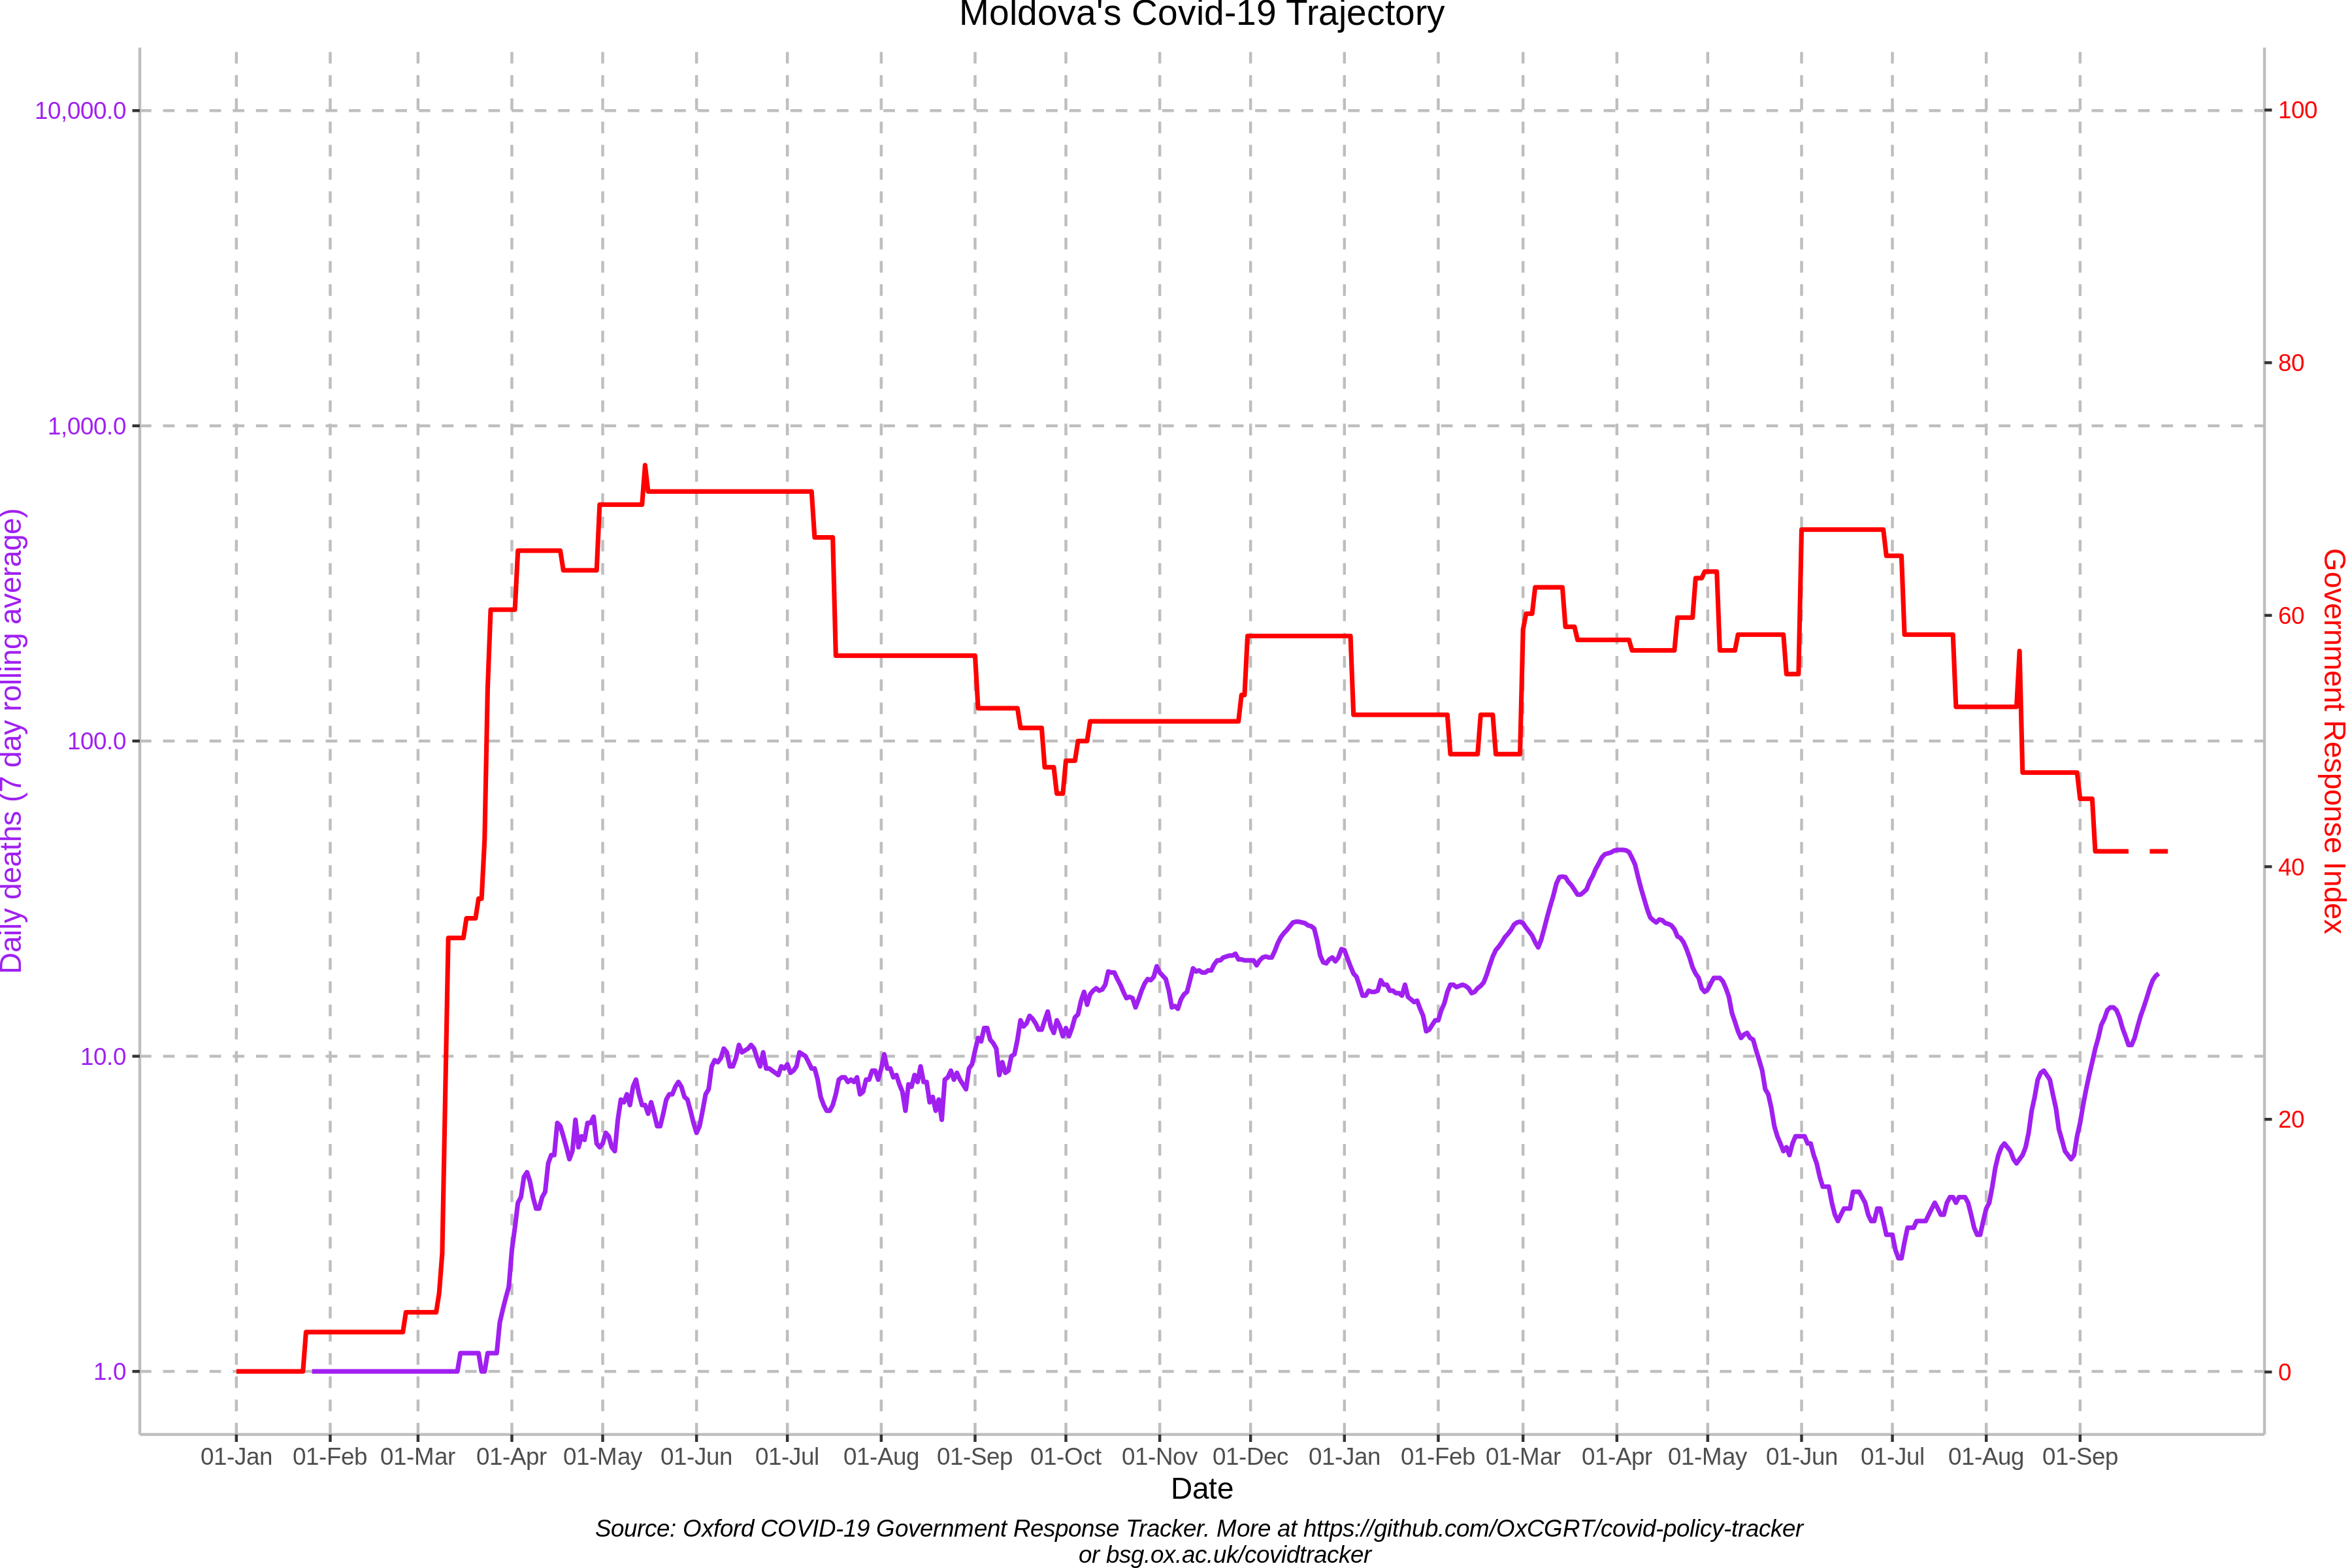 Moldova's Covid-19 Trajectory
10,000.0
1,000.0
100.0
10.0
1.0
Daily deaths (7 day rolling average)
100
80
60
40
20
0
Government Response Index
01-Jan 01-Feb 01-Mar 01-Apr 01-May 01-Jun 01-Jul 01-Aug 01-Sep 01-Oct 01-Nov 01-Dec 01-Jan 01-Feb 01-Mar 01-Apr 01-May 01-Jun 01-Jul 01-Aug 01-Sep
Date
Source: Oxford COVID-19 Government Response Tracker. More at https://github.com/OxCGRT/covid-policy-tracker
or bsg.ox.ac.uk/covidtracker